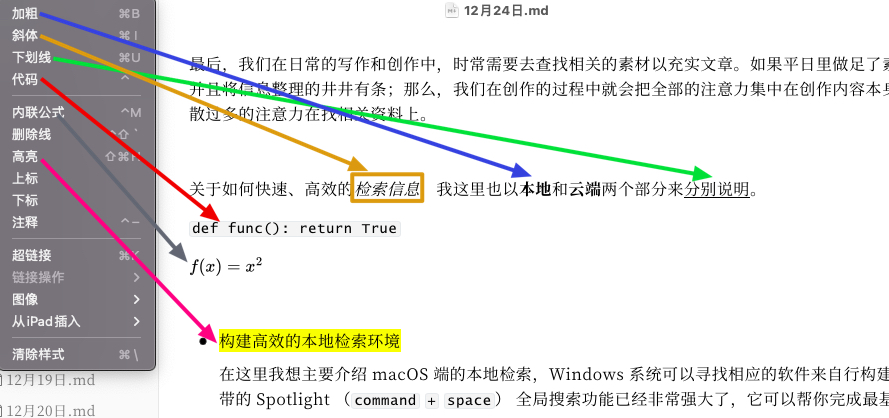 加粗 ⌘B
斜体 ⌘I
下划线 ⌘U
代码 ⌃
内联公式 ⌃M
删除线 ⌃⇧`
高亮 ⇧⌘H
上标
下标
注释 ⌃−
超链接 ⌘K
链接操作
图像
从iPad插入
清除样式 ⌘\
12月19日.md
12月20日.md
12月24日.md
最后，我们在日常的写作和创作中，时常需要去查找相关的素材以充实文章。如果平日里做足了素
并且将信息整理的井井有条；那么，我们在创作的过程中就会把全部的注意力集中在创作内容本身
散过多的注意力在找相关资料上。
关于如何快速、高效的检索信息 我这里也以本地和云端两个部分来分别说明。
def func(): return True
f(x) = x²
• 构建高效的本地检索环境
在这里我想主要介绍 macOS 端的本地检索，Windows 系统可以寻找相应的软件来自行构建
带的 Spotlight （command + space） 全局搜索功能已经非常强大了，它可以帮你完成最基